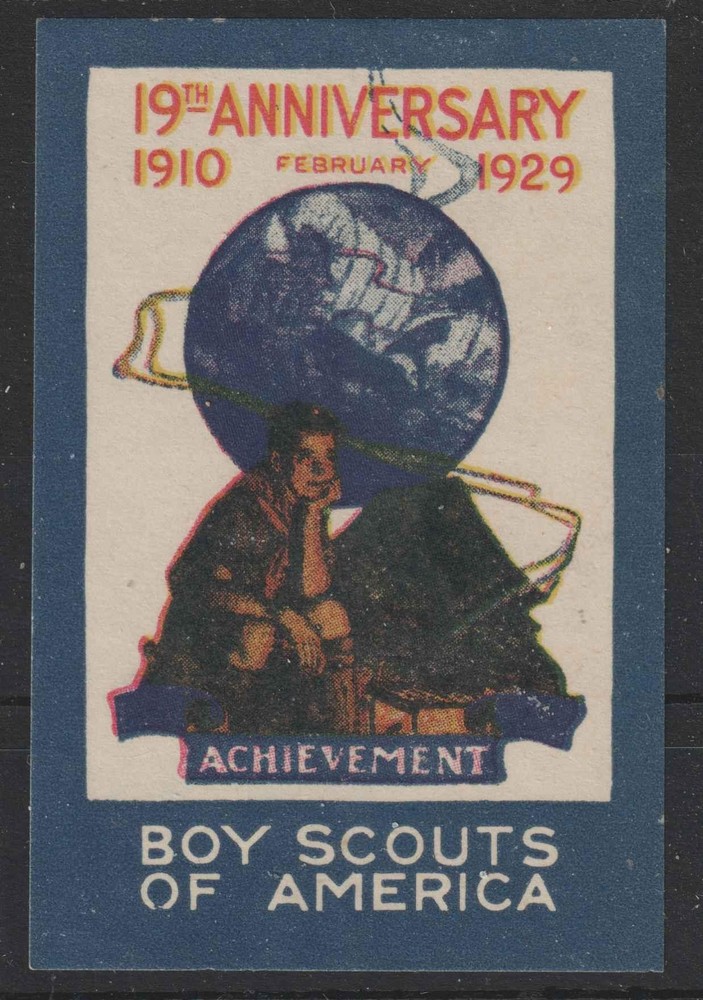 19TH ANNIVERSARY
1910 FEBRUARY 1929
ACHIEVEMENT
BOY SCOUTS
OF AMERICA